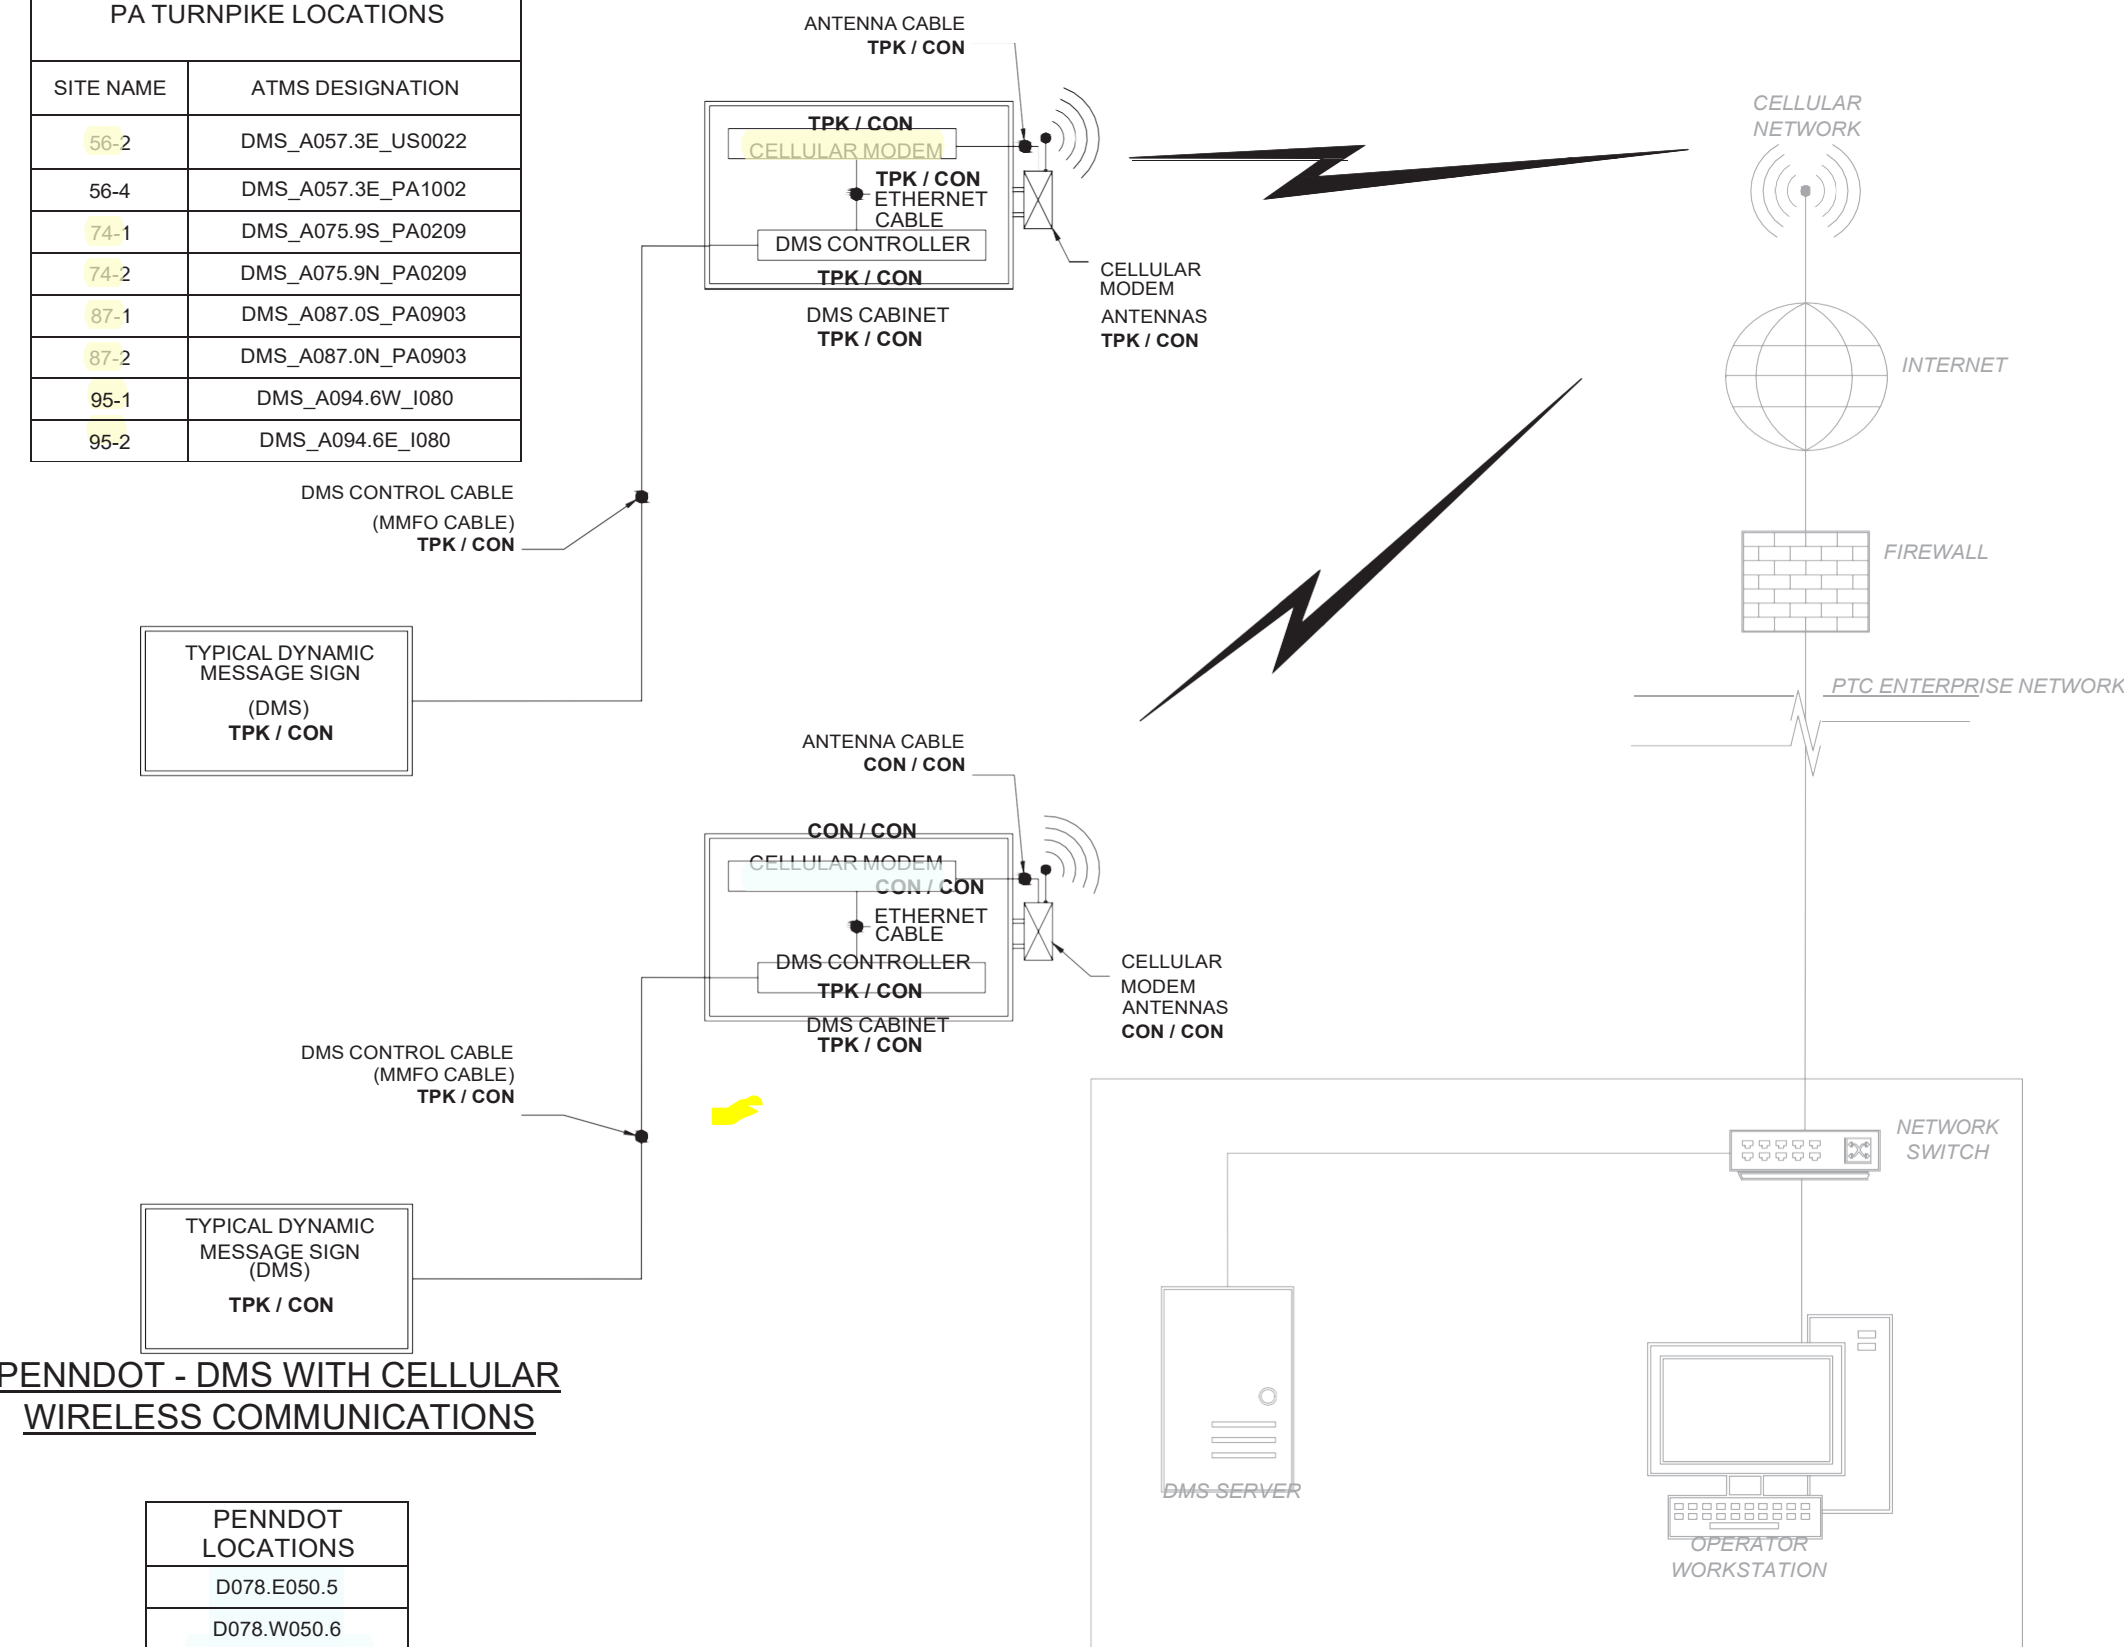 PA TURNPIKE LOCATIONS
SITE NAME ATMS DESIGNATION
56-2 DMS_A057.3E_US0022
56-4 DMS_A057.3E_PA1002
74-1 DMS_A075.9S_PA0209
74-2 DMS_A075.9N_PA0209
87-1 DMS_A087.0S_PA0903
87-2 DMS_A087.0N_PA0903
95-1 DMS_A094.6W_I080
95-2 DMS_A094.6E_I080
ANTENNA CABLE
TPK / CON
TPK / CON
CELLULAR MODEM
TPK / CON
ETHERNET
CABLE
DMS CONTROLLER
TPK / CON
DMS CABINET
TPK / CON
CELLULAR
MODEM
ANTENNAS
TPK / CON
DMS CONTROL CABLE
(MMFO CABLE)
TPK / CON
TYPICAL DYNAMIC
MESSAGE SIGN
(DMS)
TPK / CON
CELLULAR
NETWORK
INTERNET
FIREWALL
PTC ENTERPRISE NETWORK
ANTENNA CABLE
CON / CON
CON / CON
CELLULAR MODEM
CON / CON
ETHERNET
CABLE
DMS CONTROLLER
TPK / CON
DMS CABINET
TPK / CON
CELLULAR
MODEM
ANTENNAS
CON / CON
DMS CONTROL CABLE
(MMFO CABLE)
TPK / CON
TYPICAL DYNAMIC
MESSAGE SIGN
(DMS)
TPK / CON
PENNDOT - DMS WITH CELLULAR
WIRELESS COMMUNICATIONS
NETWORK
SWITCH
DMS SERVER
OPERATOR
WORKSTATION
PENNDOT
LOCATIONS
D078.E050.5
D078.W050.6